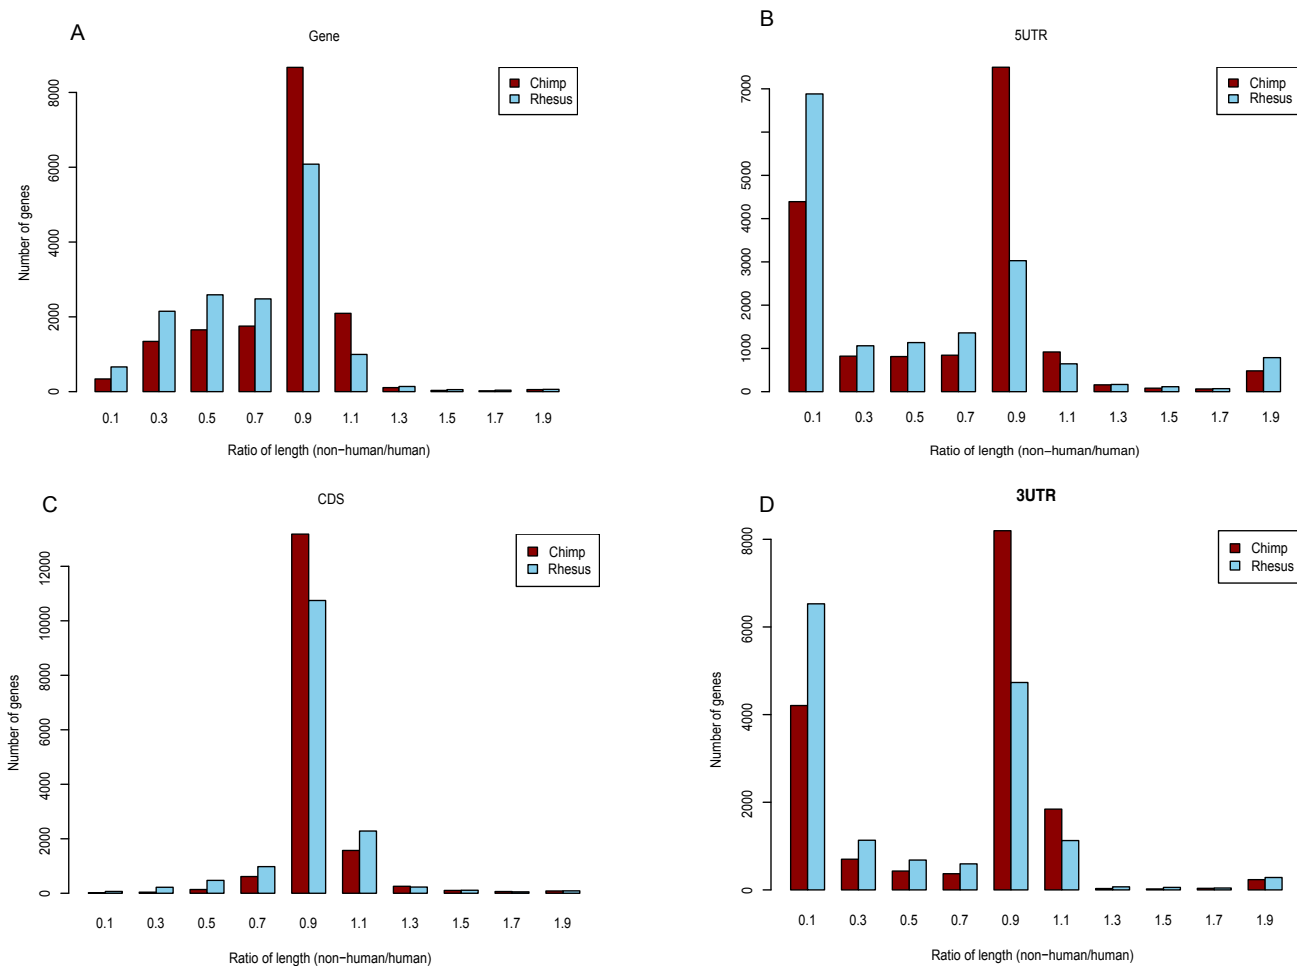 A
Gene
Chimp
Rhesus
Number of genes
8000
6000
4000
2000
0
0.1 0.3 0.5 0.7 0.9 1.1 1.3 1.5 1.7 1.9
Ratio of length (non−human/human)
B
5UTR
Chimp
Rhesus
Number of genes
7000
5000
4000
3000
2000
1000
0
0.1 0.3 0.5 0.7 0.9 1.1 1.3 1.5 1.7 1.9
Ratio of length (non−human/human)
C
CDS
Chimp
Rhesus
Number of genes
12000
10000
8000
6000
4000
2000
0
0.1 0.3 0.5 0.7 0.9 1.1 1.3 1.5 1.7 1.9
Ratio of length (non−human/human)
D
3UTR
Chimp
Rhesus
Number of genes
8000
6000
4000
2000
0
0.1 0.3 0.5 0.7 0.9 1.1 1.3 1.5 1.7 1.9
Ratio of length (non−human/human)